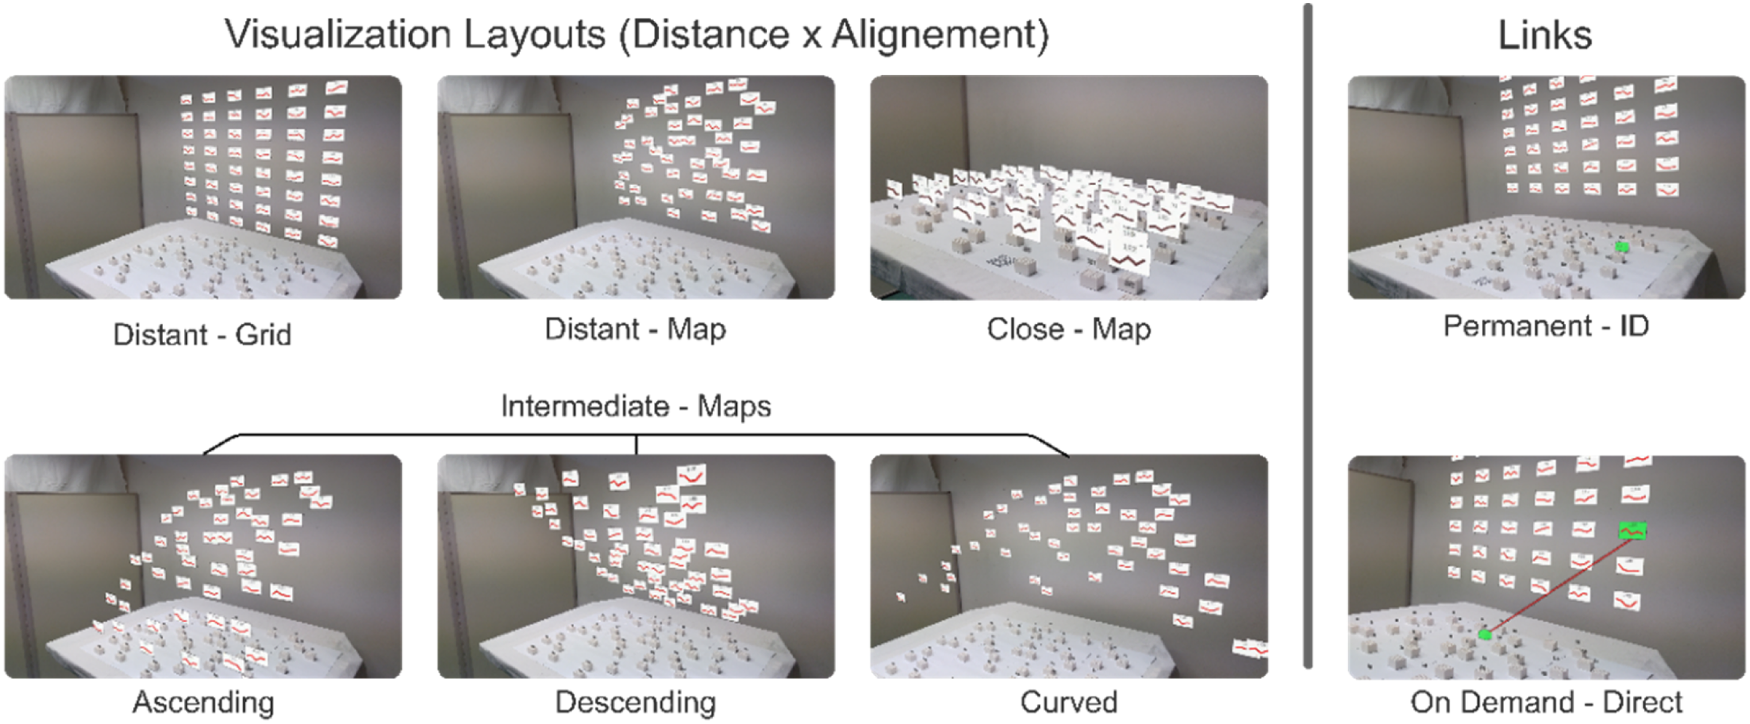 Visualization Layouts (Distance x Alignement)
Links
Distant - Grid
Distant - Map
Close - Map
Permanent - ID
Intermediate - Maps
Ascending
Descending
Curved
On Demand - Direct